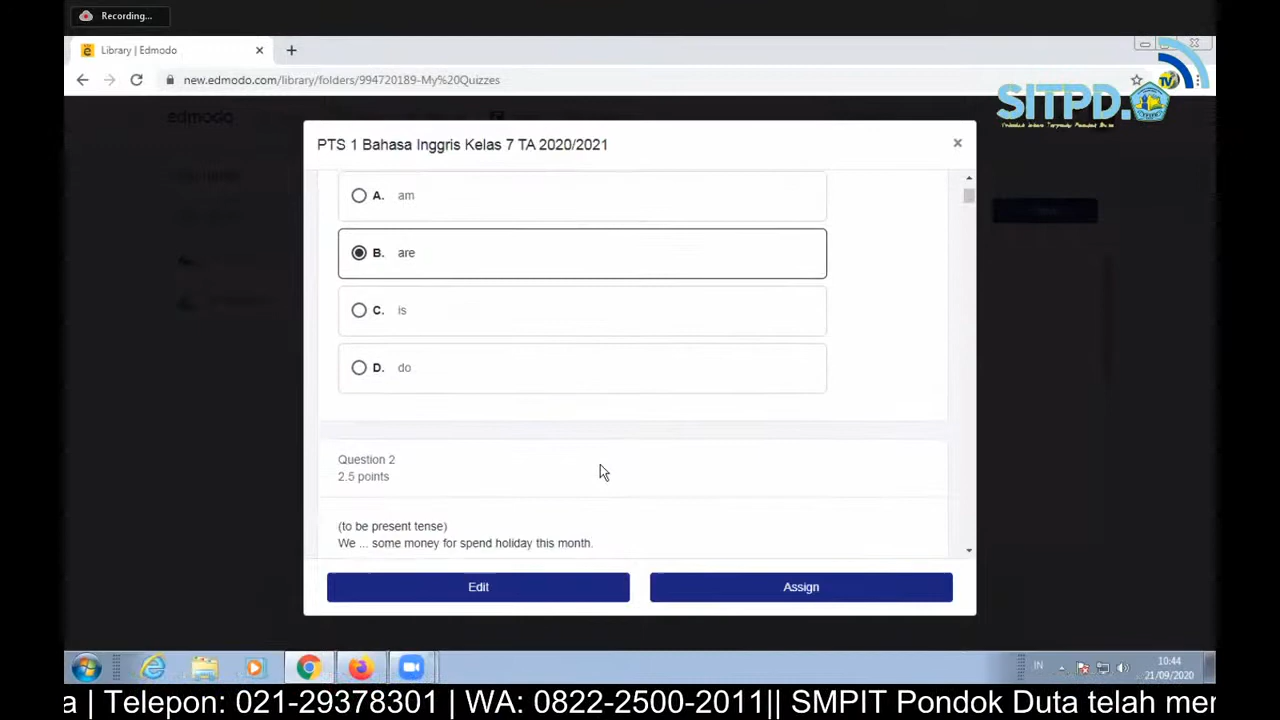 Recording...
Library | Edmodo
new.edmodo.com/library/folders/994720189-My%20Quizzes
TV
SITPD.
edmodo
PTS 1 Bahasa Inggris Kelas 7 TA 2020/2021
A. am
B. are
C. is
D. do
Question 2
2.5 points
(to be present tense)
We ... some money for spend holiday this month.
Edit
Assign
IN
10:44
21/09/2020
a | Telepon: 021-29378301 | WA: 0822-2500-2011|| SMPIT Pondok Duta telah mer